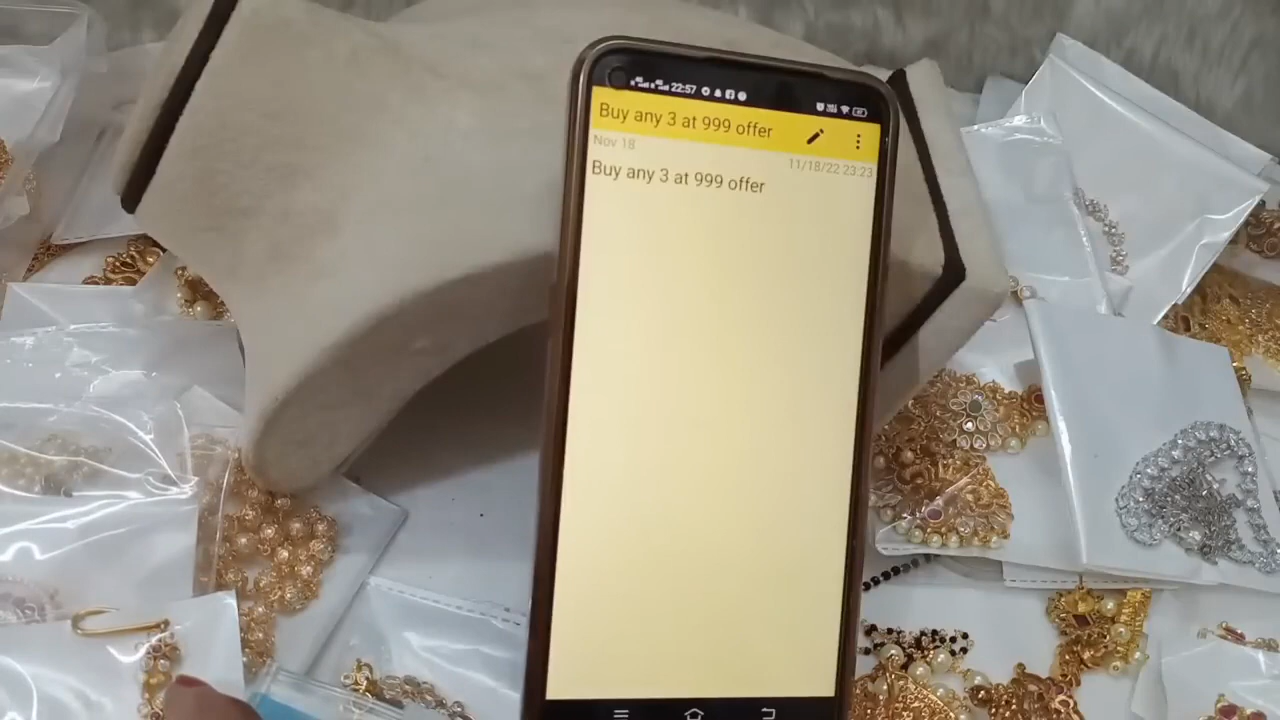 22:57
Buy any 3 at 999 offer
Nov 18
11/18/22 23:23
Buy any 3 at 999 offer